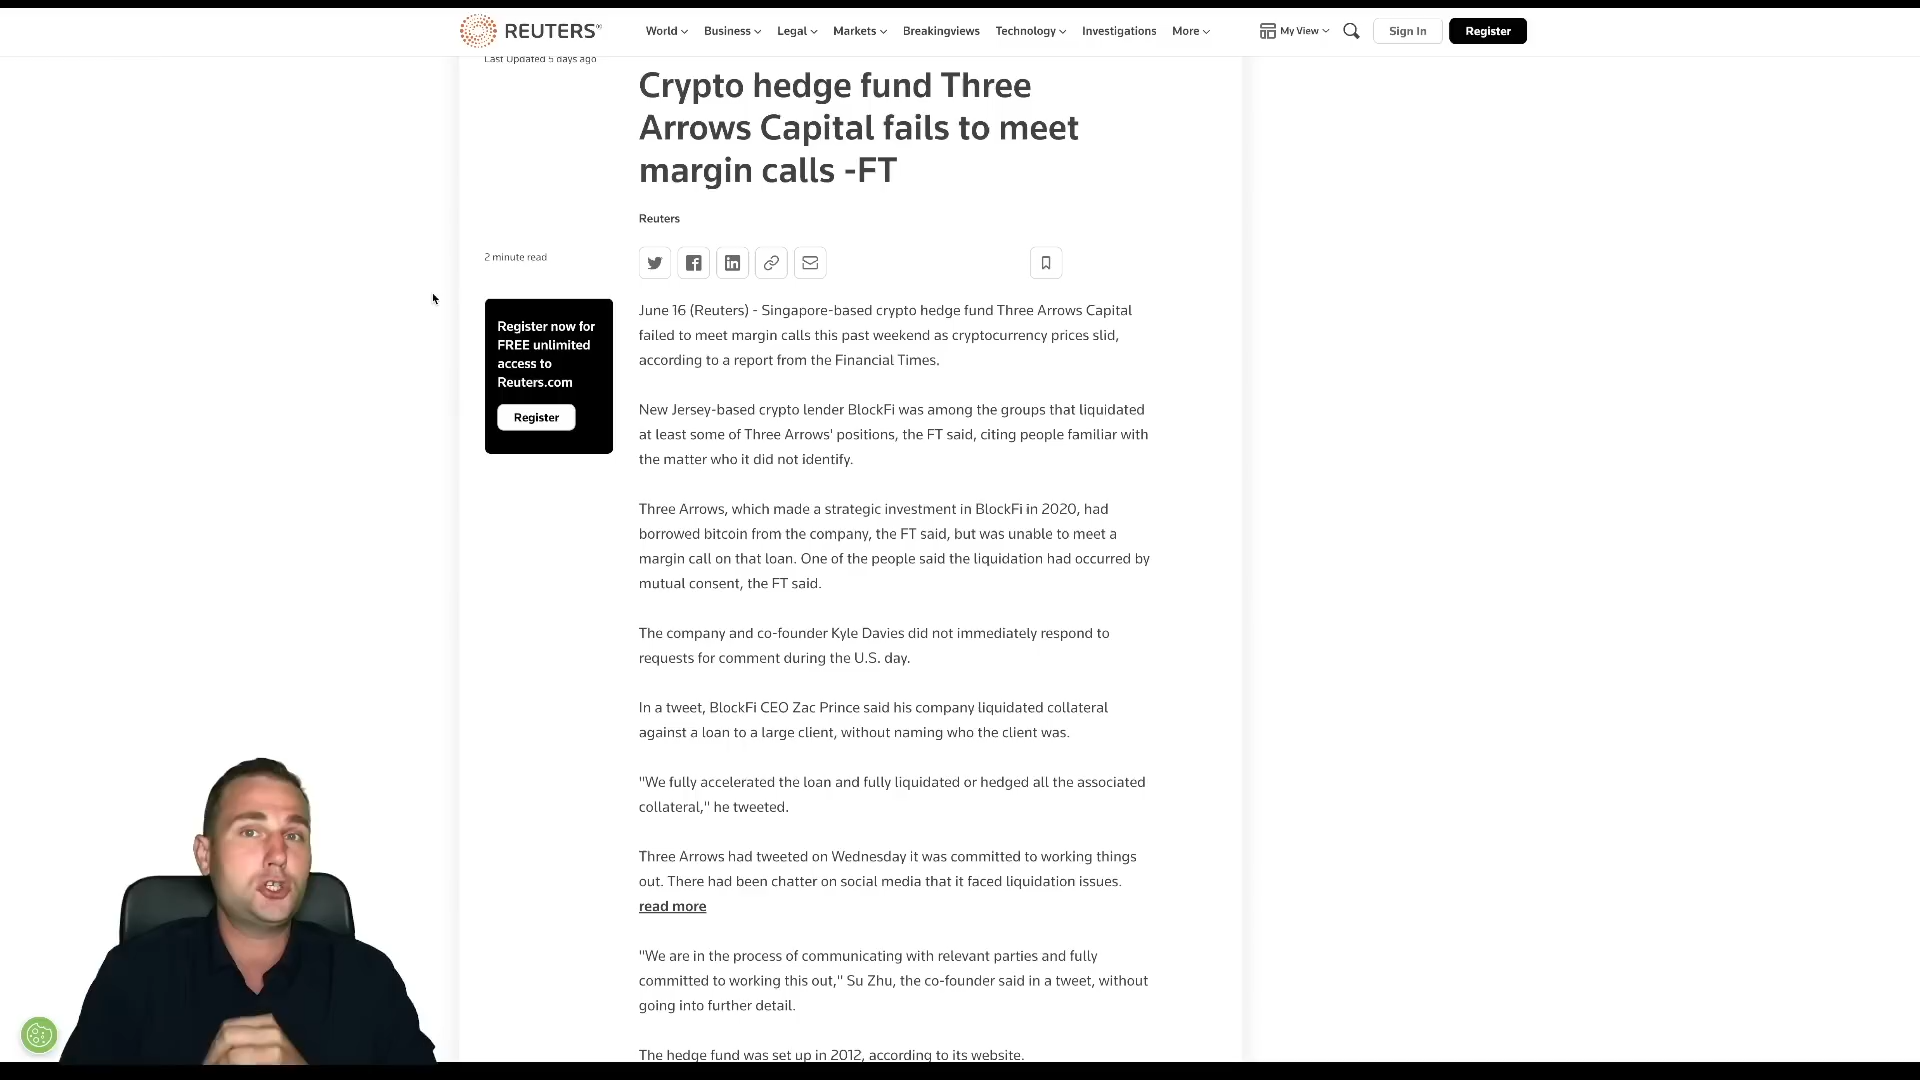 REUTERS
World
Business
Legal
Markets
Breakingviews
Technology
Investigations
More
My View
Sign In
Register
Last Updated 5 days ago
Crypto hedge fund Three
Arrows Capital fails to meet
margin calls -FT
Reuters
2 minute read
Register now for
FREE unlimited
access to
Reuters.com
Register
June 16 (Reuters) - Singapore-based crypto hedge fund Three Arrows Capital
failed to meet margin calls this past weekend as cryptocurrency prices slid,
according to a report from the Financial Times.
New Jersey-based crypto lender BlockFi was among the groups that liquidated
at least some of Three Arrows' positions, the FT said, citing people familiar with
the matter who it did not identify.
Three Arrows, which made a strategic investment in BlockFi in 2020, had
borrowed bitcoin from the company, the FT said, but was unable to meet a
margin call on that loan. One of the people said the liquidation had occurred by
mutual consent, the FT said.
The company and co-founder Kyle Davies did not immediately respond to
requests for comment during the U.S. day.
In a tweet, BlockFi CEO Zac Prince said his company liquidated collateral
against a loan to a large client, without naming who the client was.
"We fully accelerated the loan and fully liquidated or hedged all the associated
collateral," he tweeted.
Three Arrows had tweeted on Wednesday it was committed to working things
out. There had been chatter on social media that it faced liquidation issues.
read more
"We are in the process of communicating with relevant parties and fully
committed to working this out," Su Zhu, the co-founder said in a tweet, without
going into further detail.
The hedge fund was set up in 2012, according to its website.